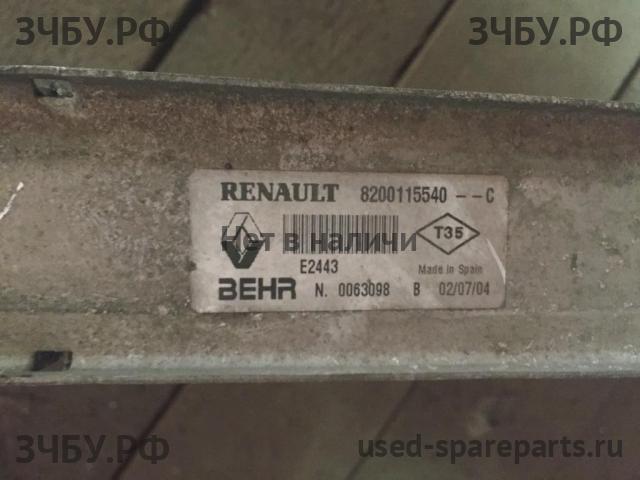 ЗЧБУ.РФ ЗЧБУ.РФ
RENAULT 8200115540 -- C
Нет в наличи
T35
E2443 Made in Spain
BEHR N. 0063098 B 02/07/04
ЗЧБУ.РФ used-spareparts.ru